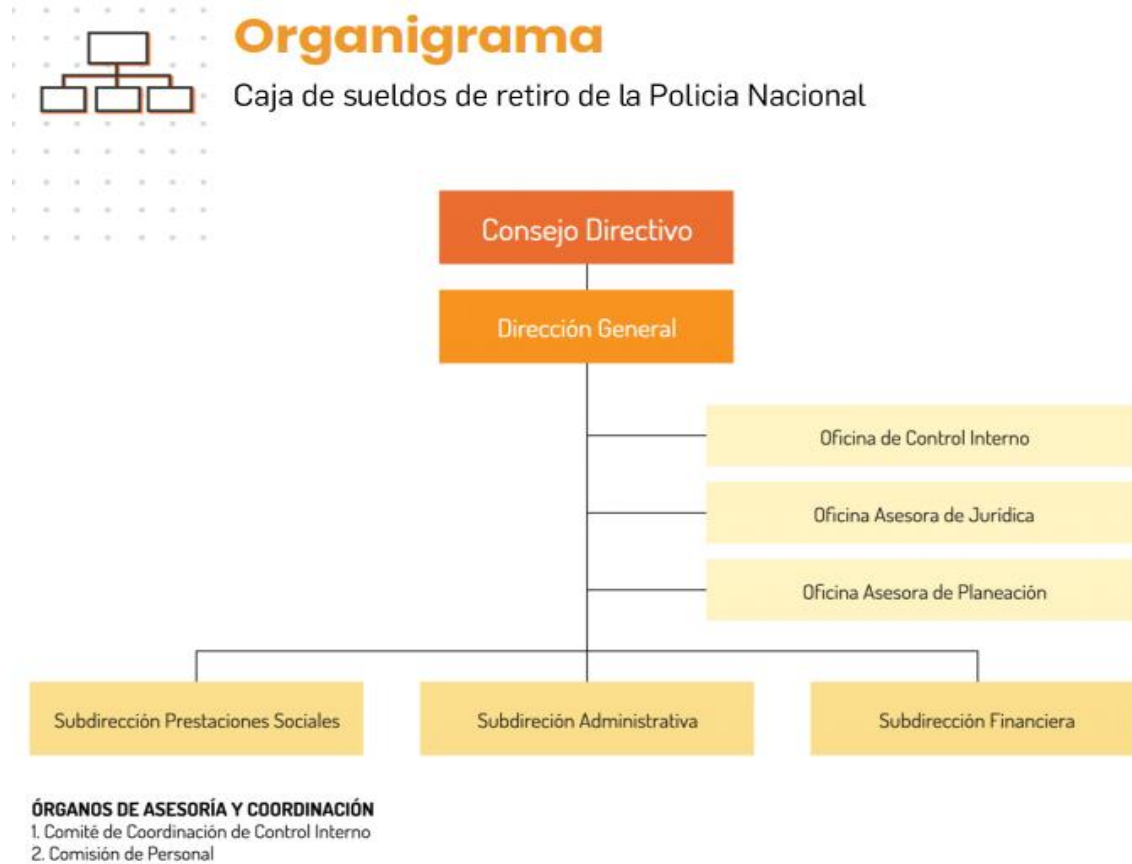 Organigrama
Caja de sueldos de retiro de la Policia Nacional
Consejo Directivo
Dirección General
Oficina de Control Interno
Oficina Asesora de Jurídica
Oficina Asesora de Planeación
Subdirección Prestaciones Sociales
Subdireción Administrativa
Subdirección Financiera
ÓRGANOS DE ASESORÍA Y COORDINACIÓN
1. Comité de Coordinación de Control Interno
2. Comisión de Personal